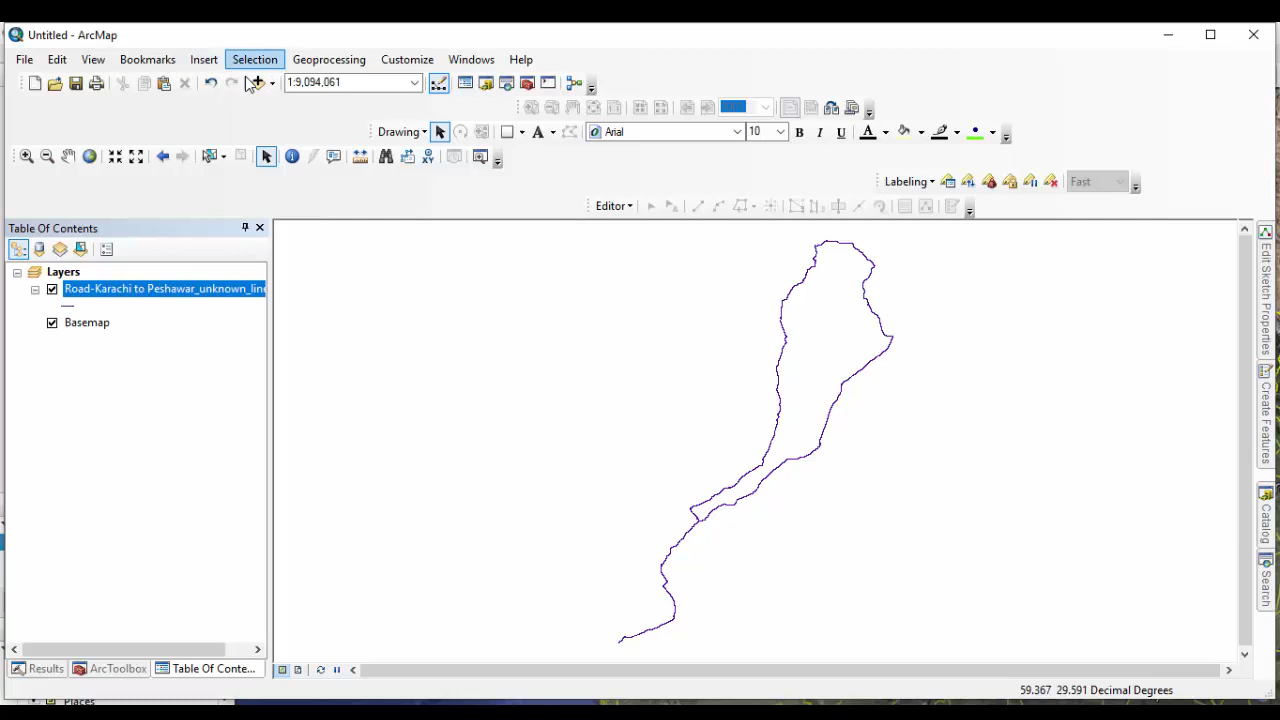 Untitled - ArcMap
File Edit View Bookmarks Insert Selection Geoprocessing Customize Windows Help
1:9,094,061
Drawing Arial 10 B I U A
Labeling Fast
Editor
Table Of Contents
Layers
Road-Karachi to Peshawar_unknown_line
Basemap
Edit Sketch Properties
Create Features
Catalog
Search
Results ArcToolbox Table Of Conte...
59.367 29.591 Decimal Degrees
Places